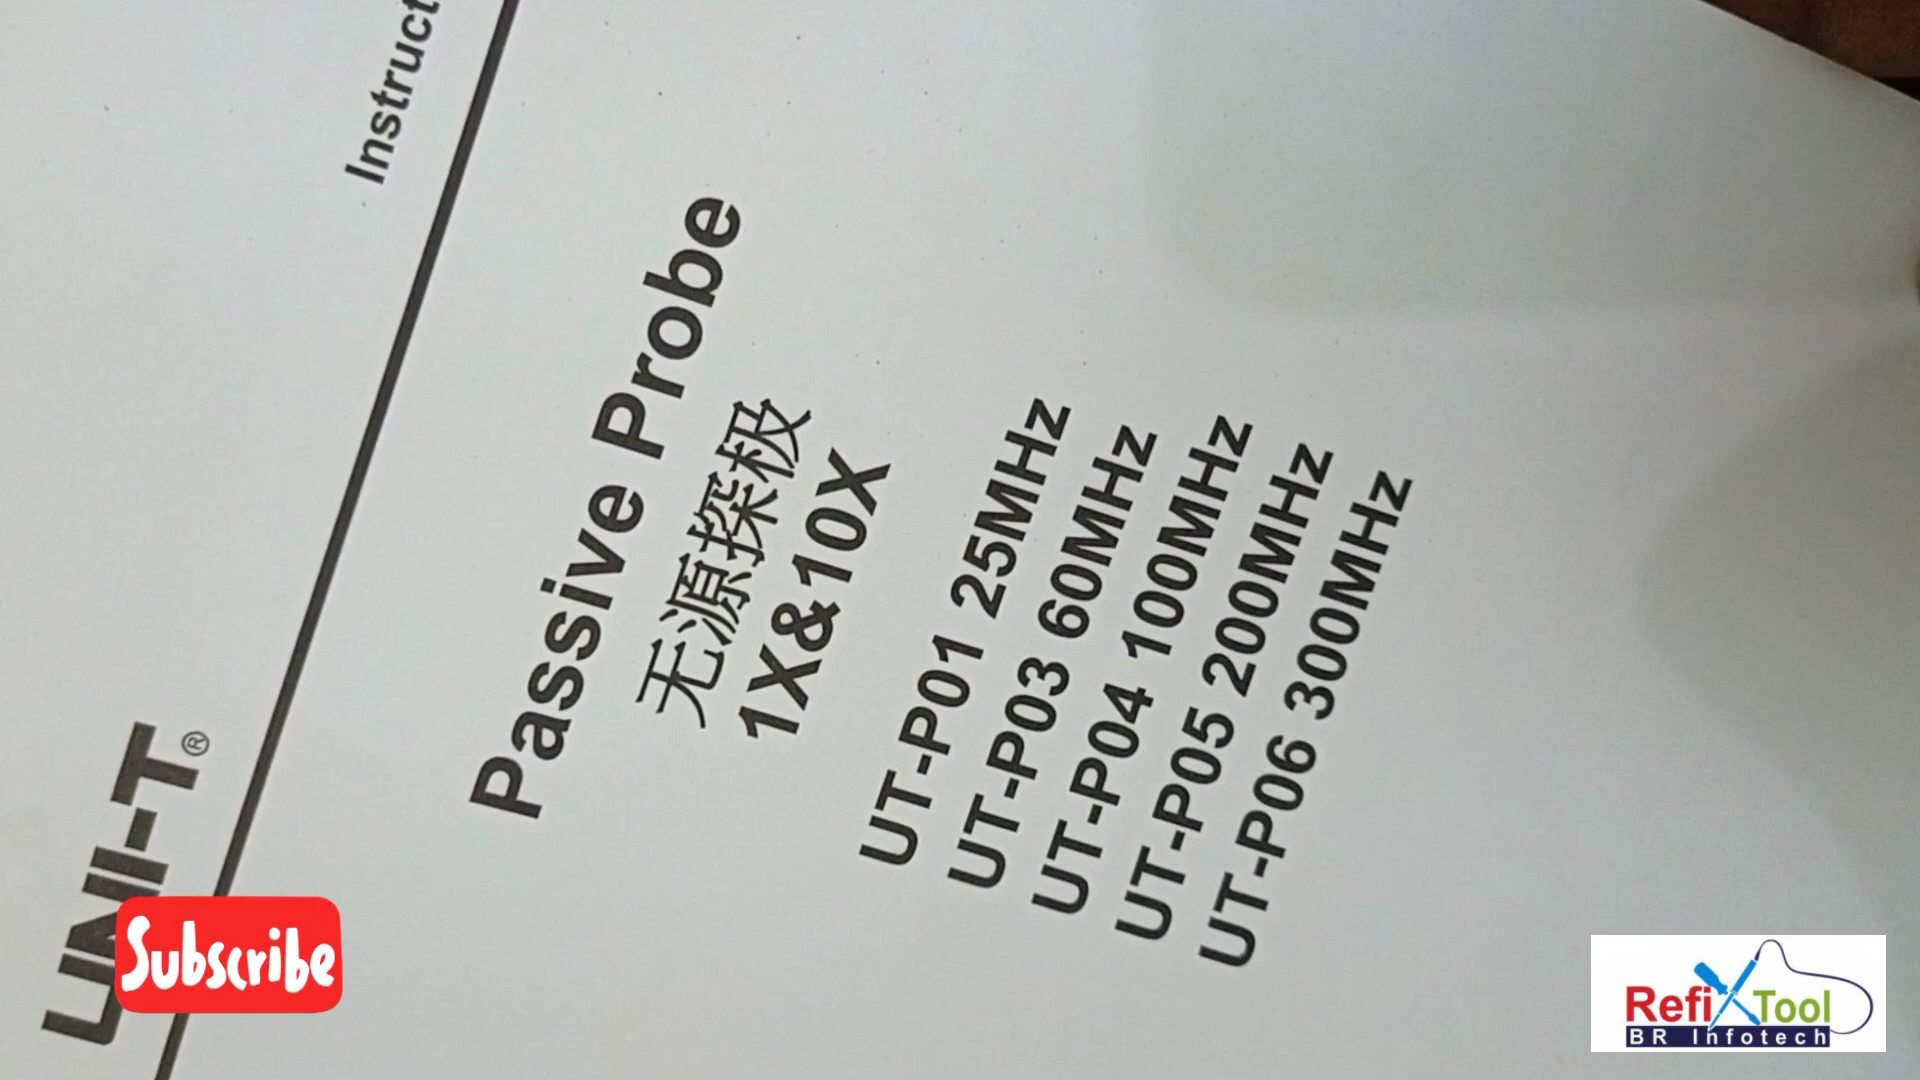 UNI-T®
Instruct
Passive Probe
无源探极
1X&10X
UT-P01 25MHz
UT-P03 60MHz
UT-P04 100MHz
UT-P05 200MHz
UT-P06 300MHz
Subscribe
RefiXTool
BR Infotech